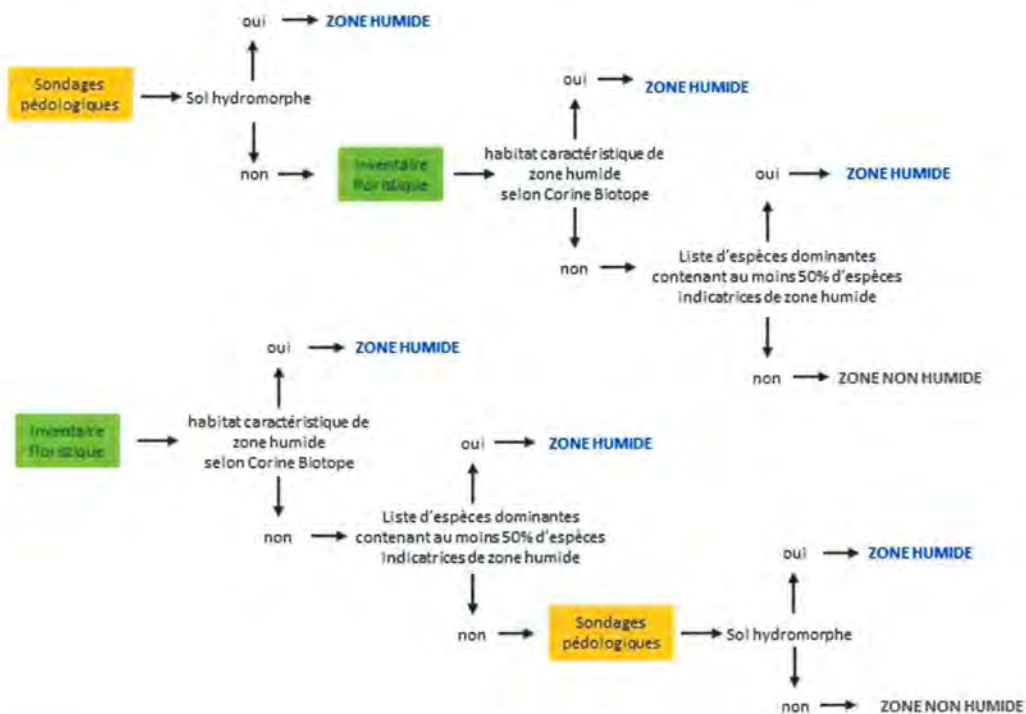 oui
ZONE HUMIDE
Sondages
pédologiques
Sol hydromorphe
non
Inventaire
floristique
oui
ZONE HUMIDE
habitat caractéristique de
zone humide
selon Corine Biotope
non
oui
ZONE HUMIDE
Liste d'espèces dominantes
contenant au moins 50% d'espèces
indicatrices de zone humide
non
ZONE NON HUMIDE
oui
ZONE HUMIDE
Inventaire
floristique
habitat caractéristique de
zone humide
selon Corine Biotope
non
oui
ZONE HUMIDE
Liste d'espèces dominantes
contenant au moins 50% d'espèces
indicatrices de zone humide
non
Sondages
pédologiques
oui
ZONE HUMIDE
Sol hydromorphe
non
ZONE NON HUMIDE